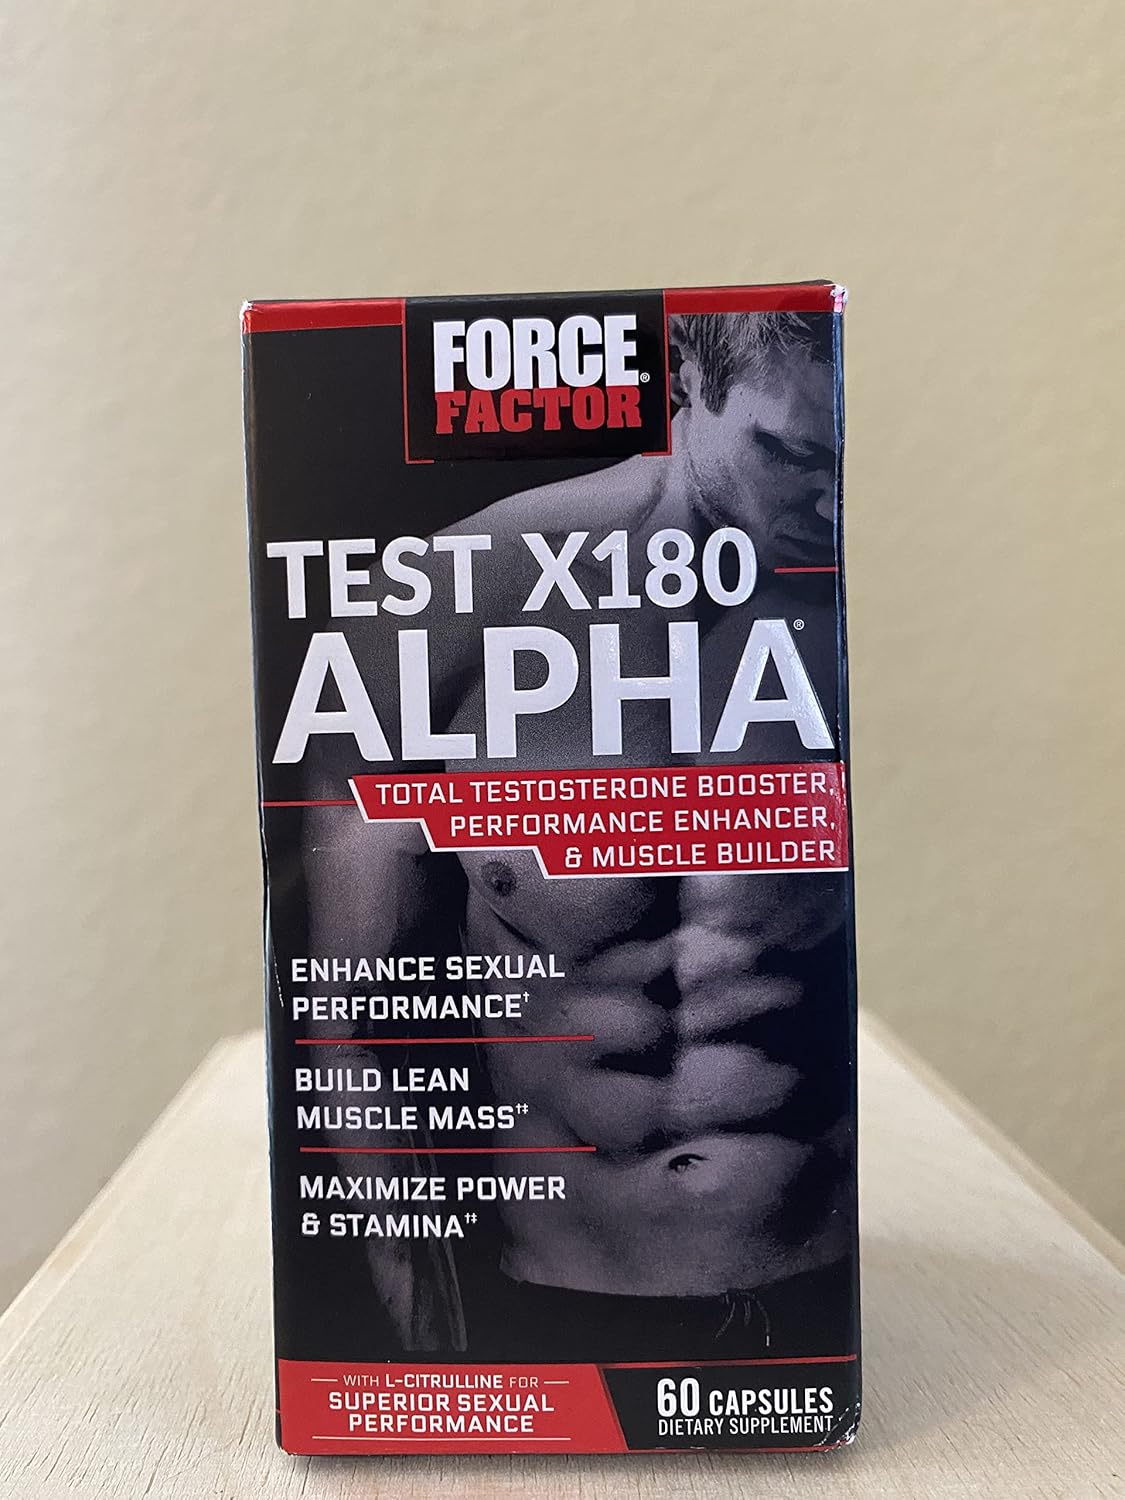 FORCE®
FACTOR
TEST X180
ALPHA®
TOTAL TESTOSTERONE BOOSTER,
PERFORMANCE ENHANCER,
& MUSCLE BUILDER
ENHANCE SEXUAL
PERFORMANCE†
BUILD LEAN
MUSCLE MASS†‡
MAXIMIZE POWER
& STAMINA†‡
WITH L-CITRULLINE FOR
SUPERIOR SEXUAL
PERFORMANCE
60 CAPSULES
DIETARY SUPPLEMENT